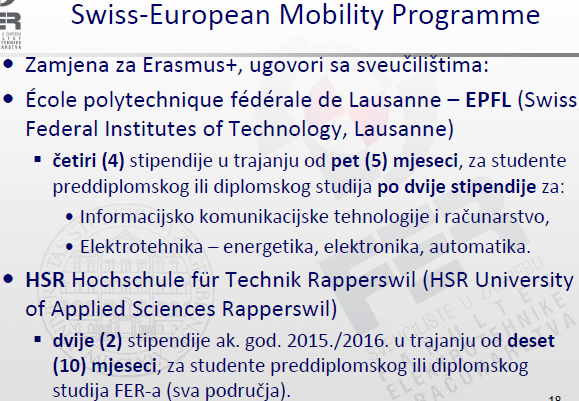 Swiss-European Mobility Programme
• Zamjena za Erasmus+, ugovori sa sveučilištima:
• École polytechnique fédérale de Lausanne – EPFL (Swiss
Federal Institutes of Technology, Lausanne)
▪ četiri (4) stipendije u trajanju od pet (5) mjeseci, za studente
preddiplomskog ili diplomskog studija po dvije stipendije za:
• Informacijsko komunikacijske tehnologije i računarstvo,
• Elektrotehnika – energetika, elektronika, automatika.
• HSR Hochschule für Technik Rapperswil (HSR University
of Applied Sciences Rapperswil)
▪ dvije (2) stipendije ak. god. 2015./2016. u trajanju od deset
(10) mjeseci, za studente preddiplomskog ili diplomskog
studija FER-a (sva područja).
18